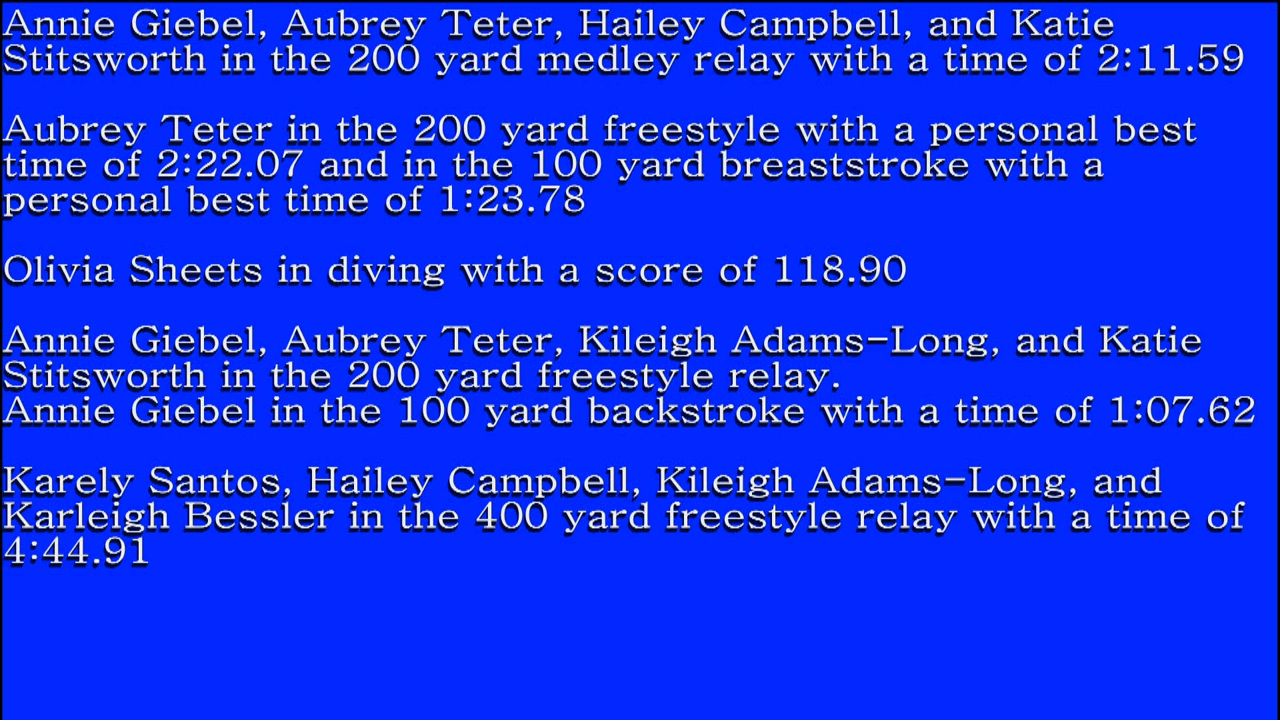 Annie Giebel, Aubrey Teter, Hailey Campbell, and Katie
Stitsworth in the 200 yard medley relay with a time of 2:11.59
Aubrey Teter in the 200 yard freestyle with a personal best
time of 2:22.07 and in the 100 yard breaststroke with a
personal best time of 1:23.78
Olivia Sheets in diving with a score of 118.90
Annie Giebel, Aubrey Teter, Kileigh Adams-Long, and Katie
Stitsworth in the 200 yard freestyle relay.
Annie Giebel in the 100 yard backstroke with a time of 1:07.62
Karely Santos, Hailey Campbell, Kileigh Adams-Long, and
Karleigh Bessler in the 400 yard freestyle relay with a time of
4:44.91